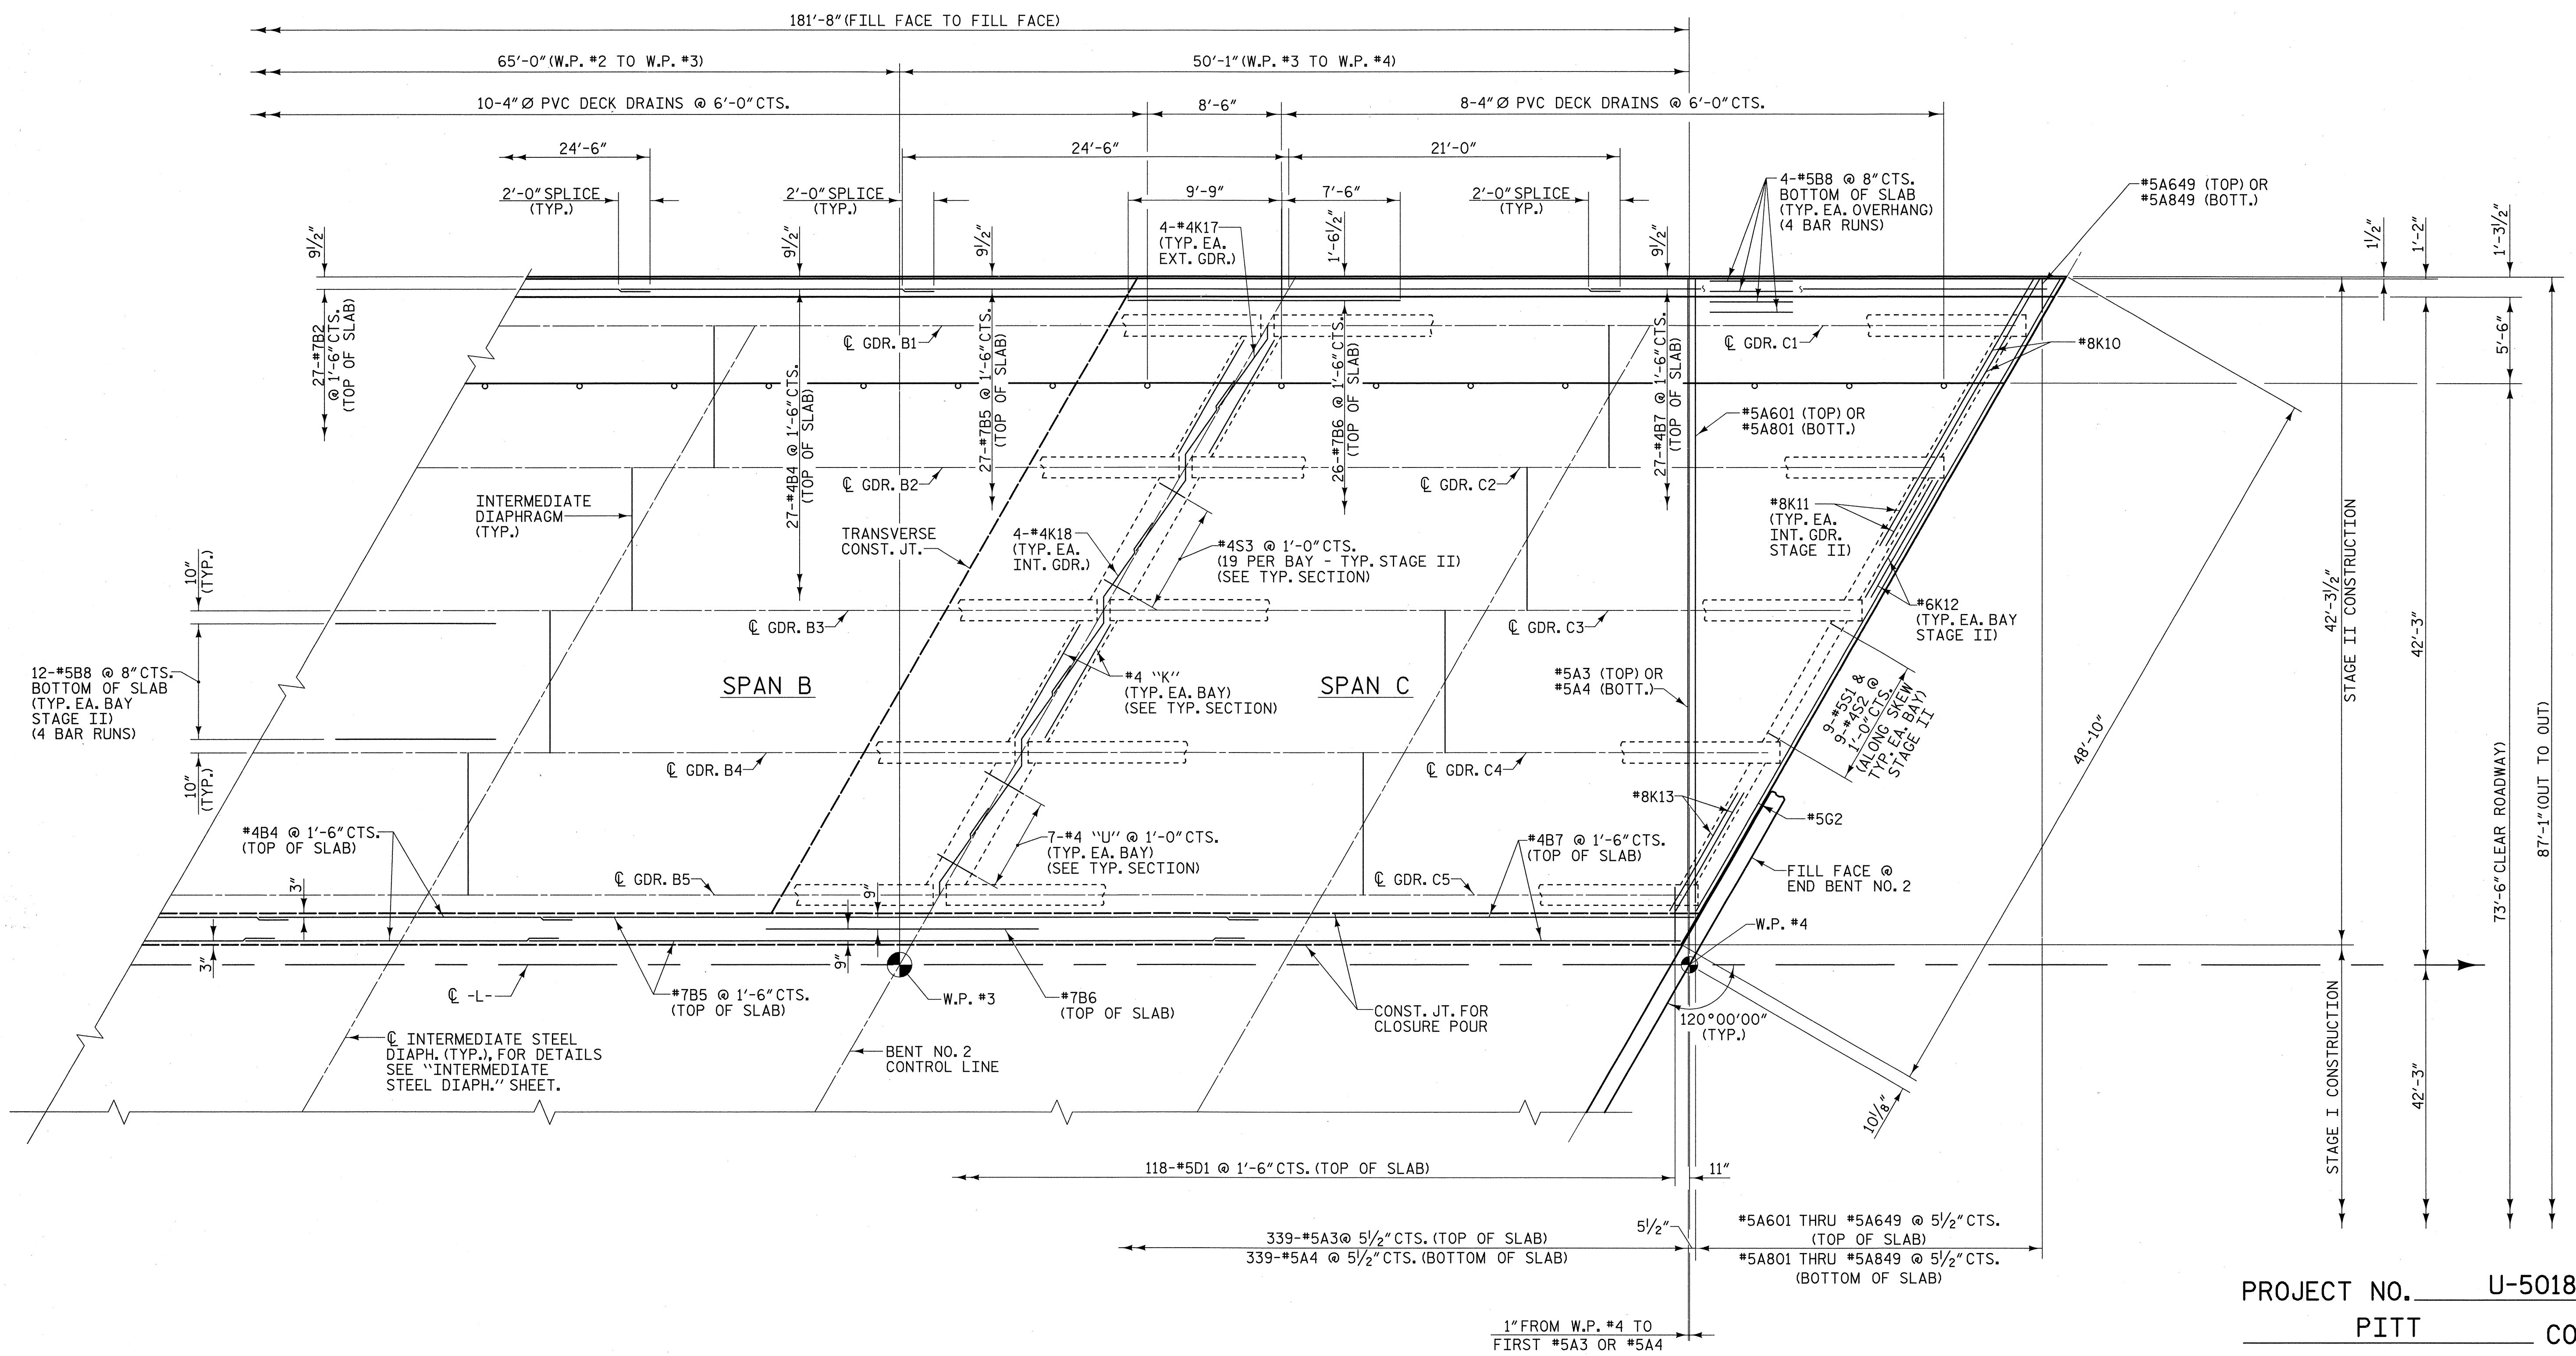 181'-8" (FILL FACE TO FILL FACE)
65'-0" (W.P. #2 TO W.P. #3)
50'-1" (W.P. #3 TO W.P. #4)
10-4" Ø PVC DECK DRAINS @ 6'-0" CTS.
8'-6"
8-4" Ø PVC DECK DRAINS @ 6'-0" CTS.
24'-6"
24'-6"
21'-0"
2'-0" SPLICE
(TYP.)
2'-0" SPLICE
(TYP.)
9'-9"
7'-6"
2'-0" SPLICE
(TYP.)
4-#5B8 @ 8" CTS.
BOTTOM OF SLAB
(TYP. EA. OVERHANG)
(4 BAR RUNS)
#5A649 (TOP) OR
#5A849 (BOTT.)
9½"
9½"
9½"
4-#4K17
(TYP. EA.
EXT. GDR.)
1'-6½"
9½"
1½"
1'-2"
1'-3½"
27-#7B2
@ 1'-6" CTS.
(TOP OF SLAB)
27-#4B4 @ 1'-6" CTS.
(TOP OF SLAB)
27-#7B5 @ 1'-6" CTS.
(TOP OF SLAB)
26-#7B6 @ 1'-6" CTS.
(TOP OF SLAB)
27-#4B7 @ 1'-6" CTS.
(TOP OF SLAB)
℄ GDR. B1
℄ GDR. C1
#8K10
5'-6"
#5A601 (TOP) OR
#5A801 (BOTT.)
℄ GDR. B2
℄ GDR. C2
INTERMEDIATE
DIAPHRAGM
(TYP.)
TRANSVERSE
CONST. JT.
4-#4K18
(TYP. EA.
INT. GDR.)
#4S3 @ 1'-0" CTS.
(19 PER BAY - TYP. STAGE II)
(SEE TYP. SECTION)
#8K11
(TYP. EA.
INT. GDR.
STAGE II)
#6K12
(TYP. EA. BAY
STAGE II)
10"
(TYP.)
℄ GDR. B3
℄ GDR. C3
12-#5B8 @ 8" CTS.
BOTTOM OF SLAB
(TYP. EA. BAY
STAGE II)
(4 BAR RUNS)
SPAN B
#4 "K"
(TYP. EA. BAY)
(SEE TYP. SECTION)
SPAN C
#5A3 (TOP) OR
#5A4 (BOTT.)
9-#5S1 &
9-#4S2 @
1'-0" CTS.
(ALONG SKEW
TYP. EA. BAY)
STAGE II
48'-10"
42'-3½"
STAGE II CONSTRUCTION
42'-3"
73'-6" CLEAR ROADWAY)
87'-1" (OUT TO OUT)
10"
(TYP.)
℄ GDR. B4
℄ GDR. C4
#8K13
#5G2
#4B4 @ 1'-6" CTS.
(TOP OF SLAB)
7-#4 "U" @ 1'-0" CTS.
(TYP. EA. BAY)
(SEE TYP. SECTION)
#4B7 @ 1'-6" CTS.
(TOP OF SLAB)
FILL FACE @
END BENT NO. 2
3"
℄ GDR. B5
9"
℄ GDR. C5
W.P. #4
3"
9"
℄ -L-
#7B5 @ 1'-6" CTS.
(TOP OF SLAB)
W.P. #3
#7B6
(TOP OF SLAB)
CONST. JT. FOR
CLOSURE POUR
120°00'00"
(TYP.)
℄ INTERMEDIATE STEEL
DIAPH. (TYP.), FOR DETAILS
SEE "INTERMEDIATE
STEEL DIAPH." SHEET.
BENT NO. 2
CONTROL LINE
10⅛"
STAGE I CONSTRUCTION
42'-3"
118-#5D1 @ 1'-6" CTS. (TOP OF SLAB)
11"
339-#5A3@ 5½" CTS. (TOP OF SLAB)
339-#5A4 @ 5½" CTS. (BOTTOM OF SLAB)
5½"
#5A601 THRU #5A649 @ 5½" CTS.
(TOP OF SLAB)
#5A801 THRU #5A849 @ 5½" CTS.
(BOTTOM OF SLAB)
1" FROM W.P. #4 TO
FIRST #5A3 OR #5A4
PROJECT NO. U-5018
PITT CO